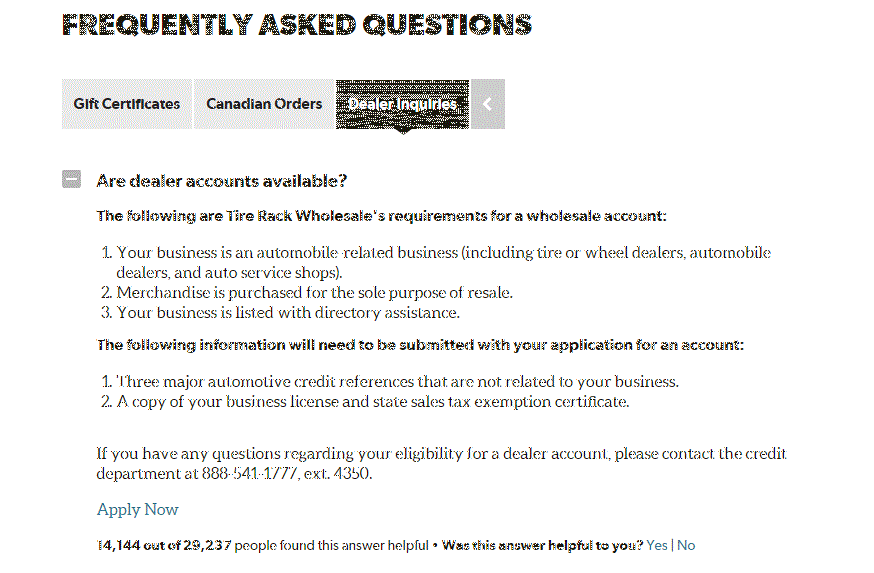 FREQUENTLY ASKED QUESTIONS
Gift Certificates Canadian Orders Dealer Inquiries
Are dealer accounts available?
The following are Tire Rack Wholesale's requirements for a wholesale account:
1. Your business is an automobile-related business (including tire or wheel dealers, automobile
dealers, and auto service shops).
2. Merchandise is purchased for the sole purpose of resale.
3. Your business is listed with directory assistance.
The following information will need to be submitted with your application for an account:
1. Three major automotive credit references that are not related to your business.
2. A copy of your business license and state sales tax exemption certificate.
If you have any questions regarding your eligibility for a dealer account, please contact the credit
department at 888-541-1777, ext. 4350.
Apply Now
14,144 out of 29,237 people found this answer helpful • Was this answer helpful to you? Yes | No